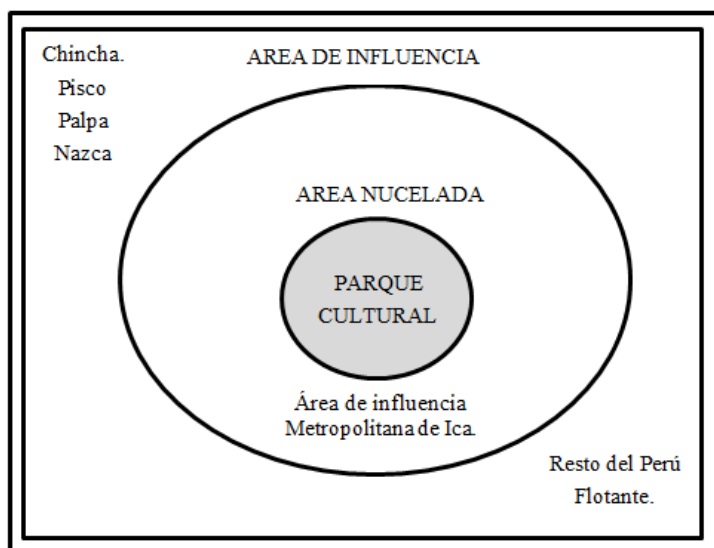 Chincha.
Pisco
Palpa
Nazca
AREA DE INFLUENCIA
AREA NUCELADA
PARQUE
CULTURAL
Área de influencia
Metropolitana de Ica.
Resto del Perú
Flotante.